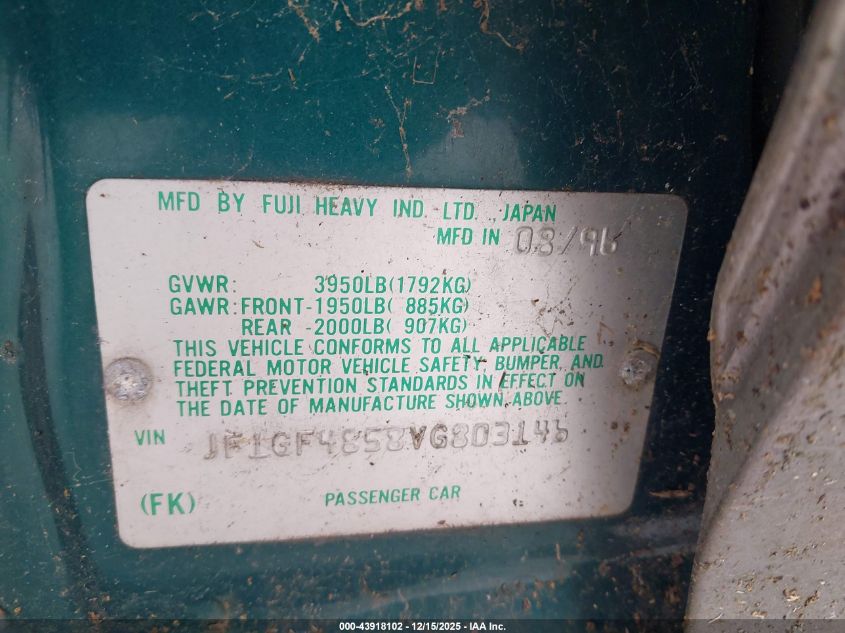 MFD BY FUJI HEAVY IND. LTD., JAPAN
MFD IN 08/96
GVWR: 3950LB(1792KG)
GAWR: FRONT-1950LB( 885KG)
REAR -2000LB( 907KG)
THIS VEHICLE CONFORMS TO ALL APPLICABLE
FEDERAL MOTOR VEHICLE SAFETY, BUMPER, AND
THEFT PREVENTION STANDARDS IN EFFECT ON
THE DATE OF MANUFACTURE SHOWN ABOVE.
VIN JF1GF4858VG803146
(FK) PASSENGER CAR
000-43918102 - 12/15/2025 - IAA Inc.